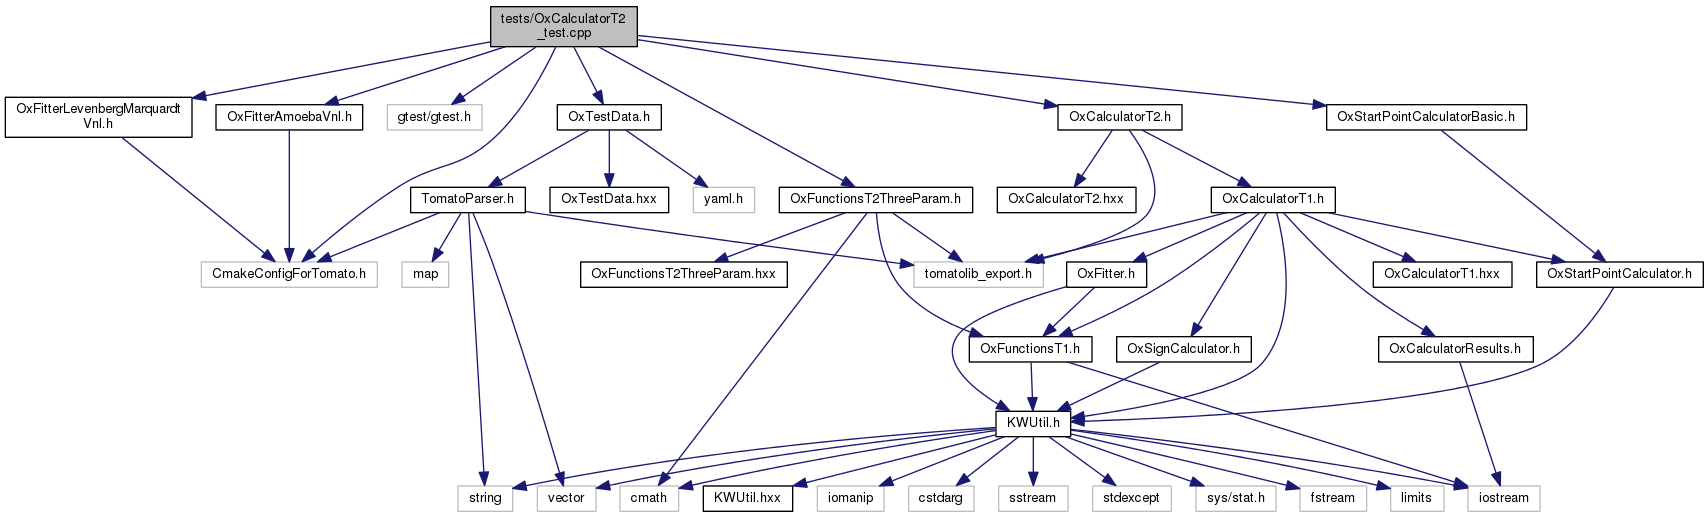 tests/OxCalculatorT2
_test.cpp
OxFitterLevenbergMarquardt
Vnl.h
OxFitterAmoebaVnl.h
gtest/gtest.h
OxTestData.h
OxCalculatorT2.h
OxStartPointCalculatorBasic.h
TomatoParser.h
OxTestData.hxx
yaml.h
OxFunctionsT2ThreeParam.h
OxCalculatorT2.hxx
OxCalculatorT1.h
CmakeConfigForTomato.h
map
OxFunctionsT2ThreeParam.hxx
tomatolib_export.h
OxFitter.h
OxCalculatorT1.hxx
OxStartPointCalculator.h
OxFunctionsT1.h
OxSignCalculator.h
OxCalculatorResults.h
KWUtil.h
string
vector
cmath
KWUtil.hxx
iomanip
cstdarg
sstream
stdexcept
sys/stat.h
fstream
limits
iostream